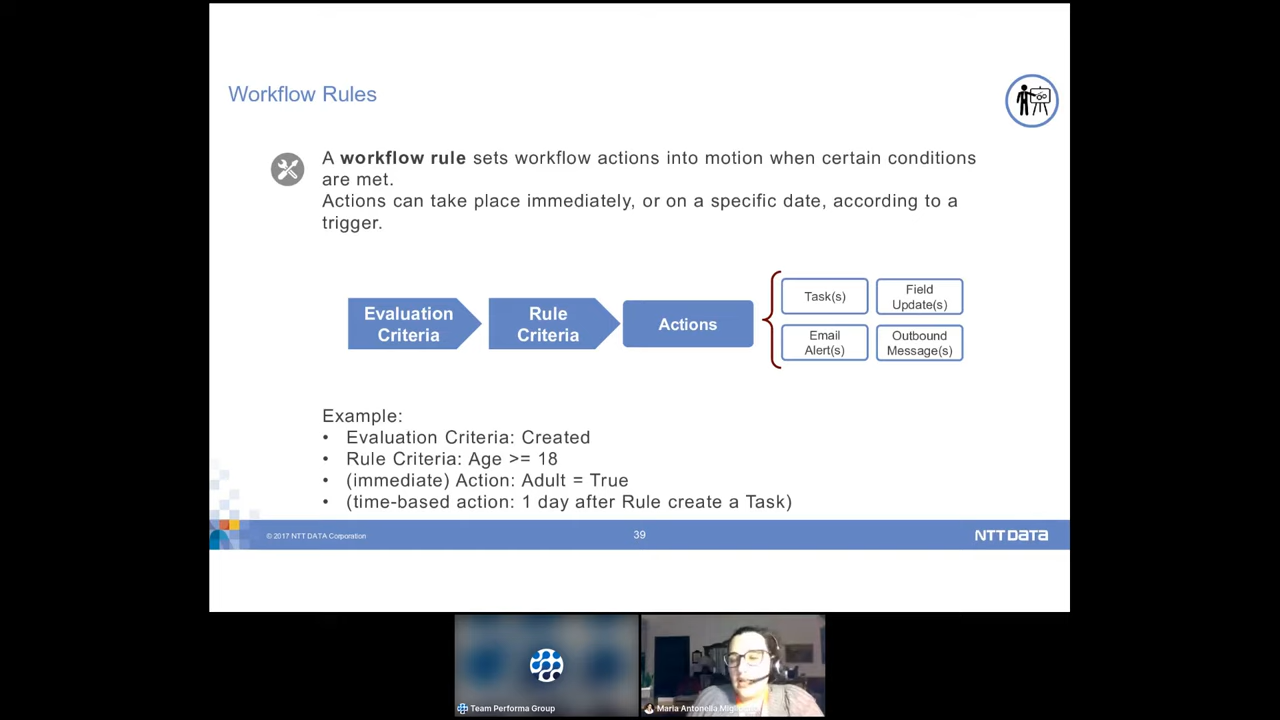 Workflow Rules
A workflow rule sets workflow actions into motion when certain conditions
are met.
Actions can take place immediately, or on a specific date, according to a
trigger.
Evaluation
Criteria
Rule
Criteria
Actions
Task(s)
Field
Update(s)
Email
Alert(s)
Outbound
Message(s)
Example:
• Evaluation Criteria: Created
• Rule Criteria: Age >= 18
• (immediate) Action: Adult = True
• (time-based action: 1 day after Rule create a Task)
© 2017 NTT DATA Corporation
39
NTT DATA
Team Performa Group
Maria Antonella